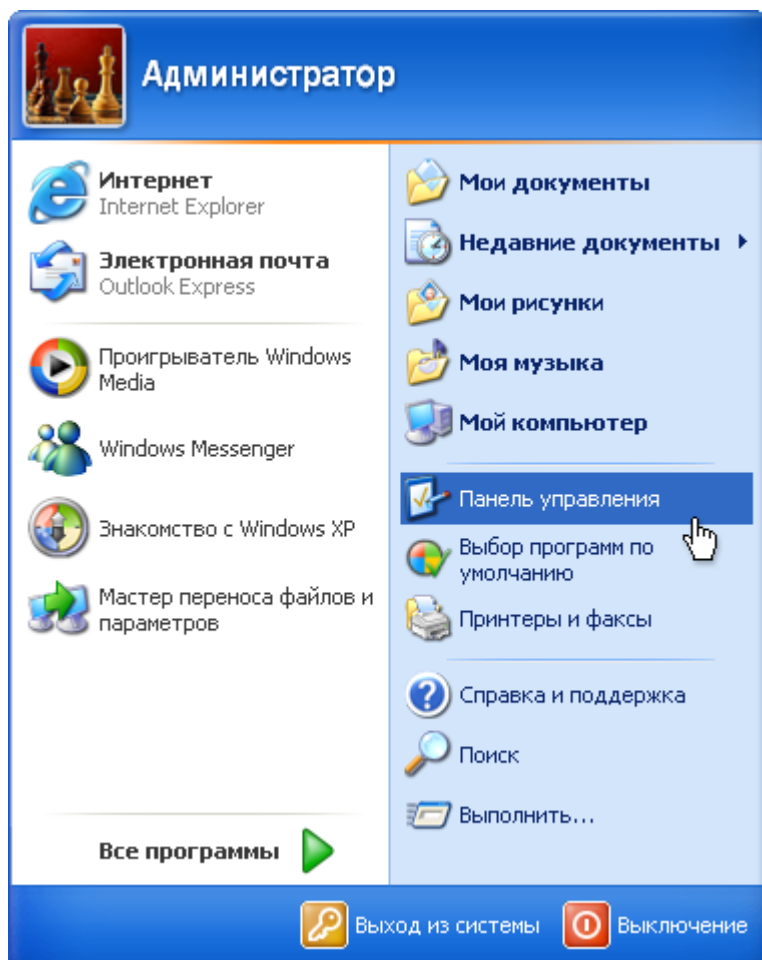 Администратор
Интернет
Internet Explorer
Электронная почта
Outlook Express
Проигрыватель Windows
Media
Windows Messenger
Знакомство с Windows XP
Мастер переноса файлов и
параметров
Все программы
Мои документы
Недавние документы
Мои рисунки
Моя музыка
Мой компьютер
Панель управления
Выбор программ по
умолчанию
Принтеры и факсы
Справка и поддержка
Поиск
Выполнить...
Выход из системы
Выключение